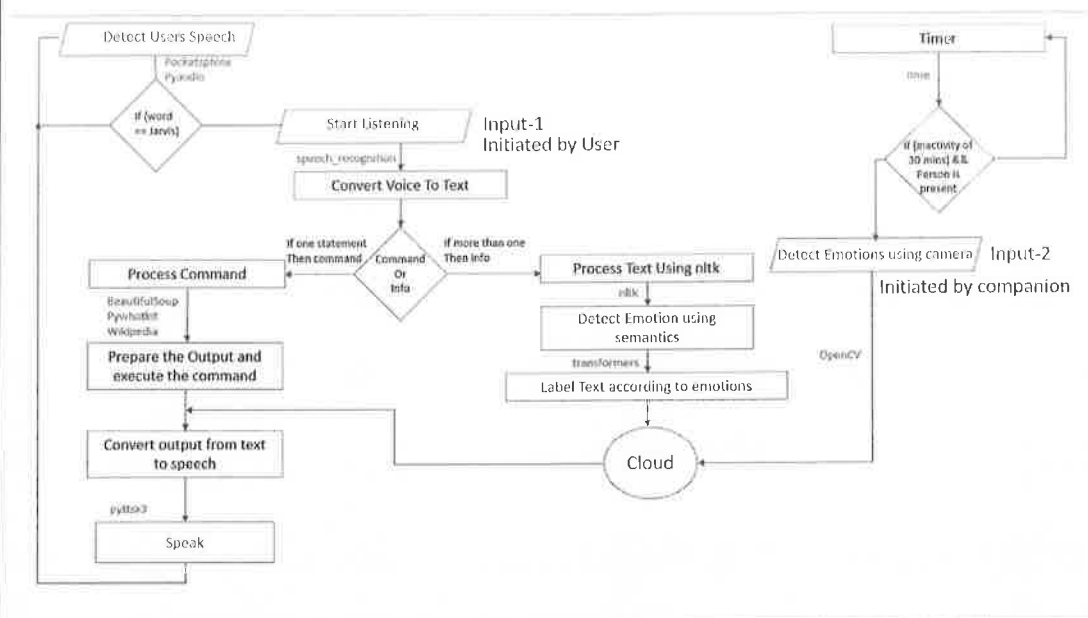 Detect Users Speech
Pocketsphinx
Pyaudio
If (word
== Jarvis)
Start Listening
Input-1
Initiated by User
speech_recognition
Convert Voice To Text
If one statement
Then command
Command
Or
Info
If more than one
Then Info
Process Command
BeautifulSoup
Pywhatkit
Wikipedia
Prepare the Output and
execute the command
Convert output from text
to speech
pyttsx3
Speak
Process Text Using nltk
nltk
Detect Emotion using
semantics
transformers
Label Text according to emotions
Cloud
Timer
time
If (inactivity of
30 mins) &&
Person is
present
Detect Emotions using camera
Input-2
Initiated by companion
OpenCV